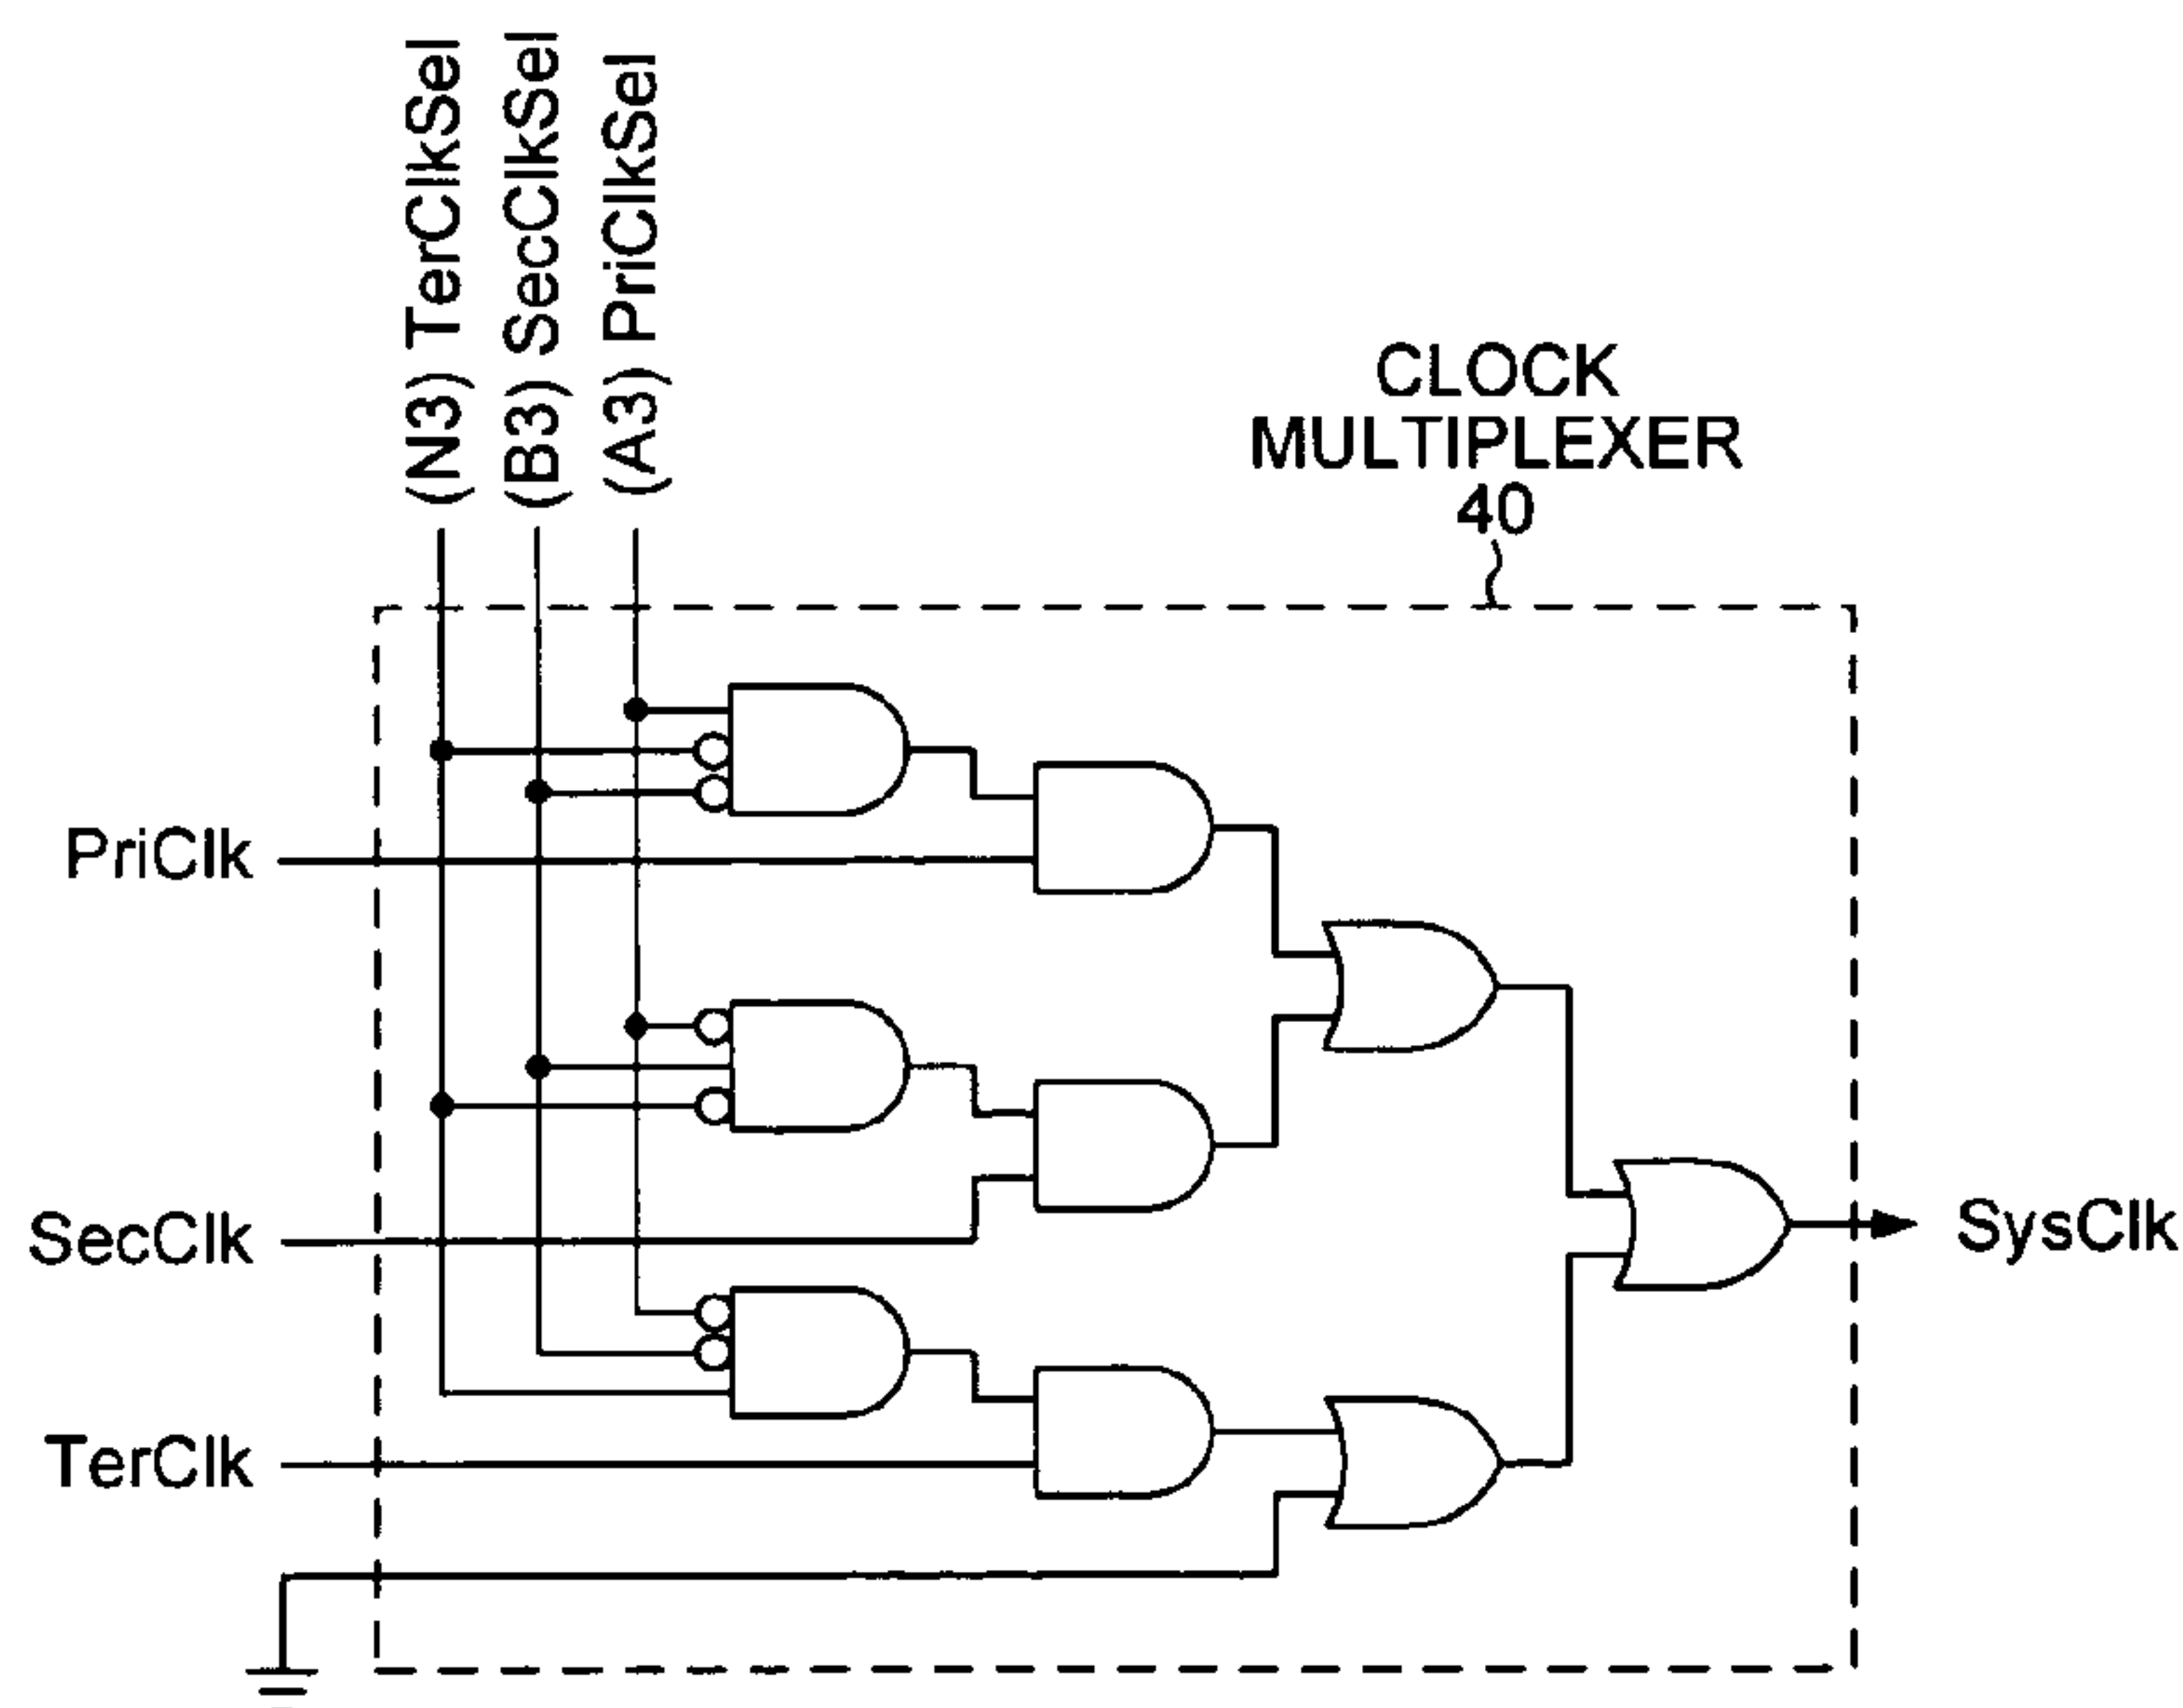 (N3) TerClkSel
(B3) SecClkSel
(A3) PriClkSel
CLOCK
MULTIPLEXER
40
PriClk
SecClk
SysClk
TerClk